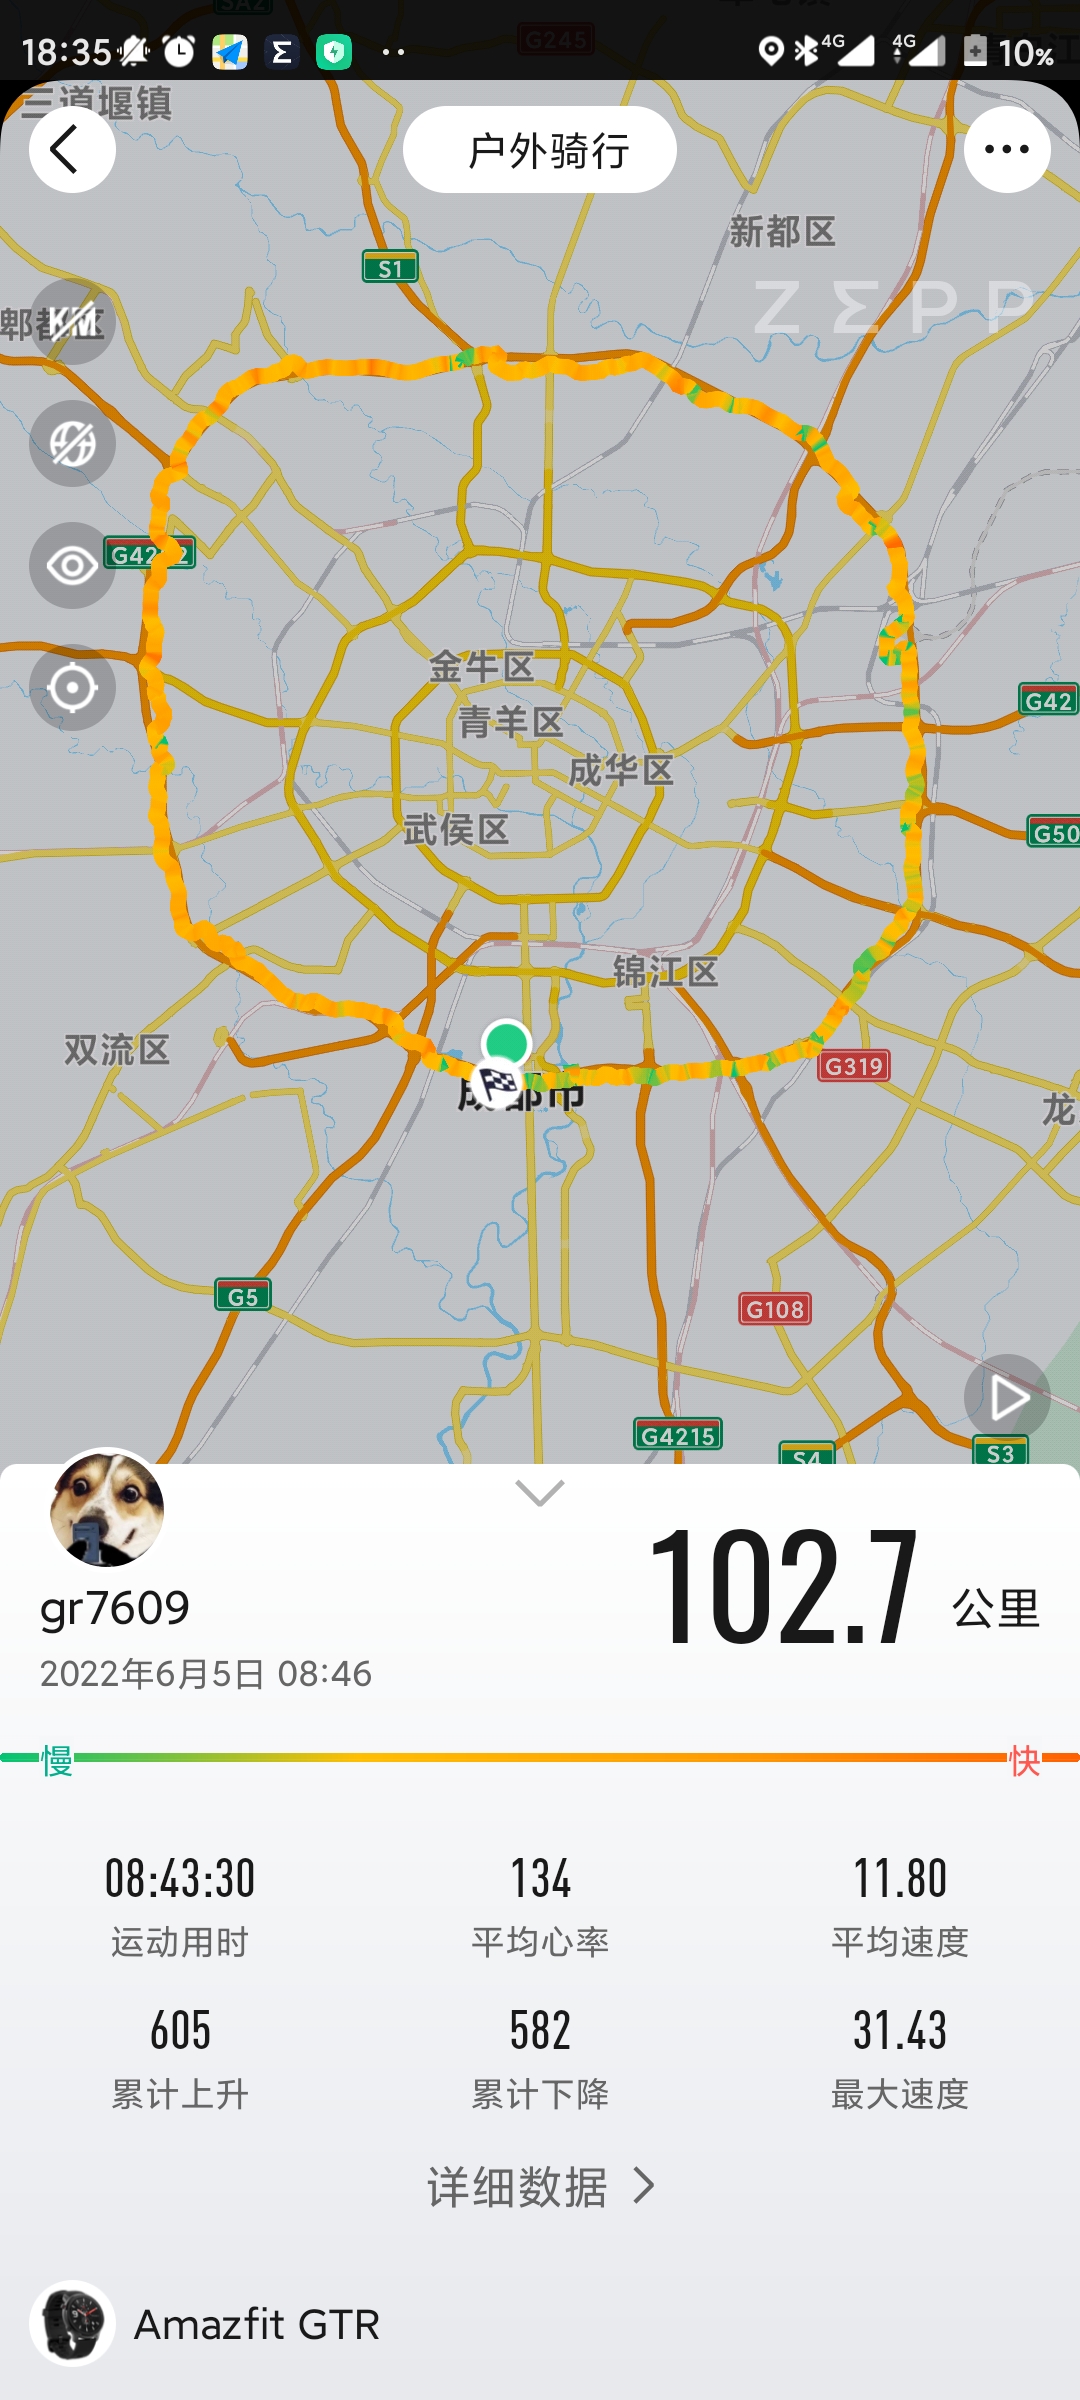 SA2
G245
18:35
4G
4G
10%
三道堰镇
户外骑行
新都区
S1
ZEPP
郫都区
KM
G42
2
金牛区
青羊区
G42
成华区
武侯区
G50
锦江区
双流区
G319
成都市
龙
G5
G108
G4215
S4
S3
102.7 公里
gr7609
2022年6月5日 08:46
慢
快
08:43:30
134
11.80
运动用时
平均心率
平均速度
605
582
31.43
累计上升
累计下降
最大速度
详细数据
Amazfit GTR